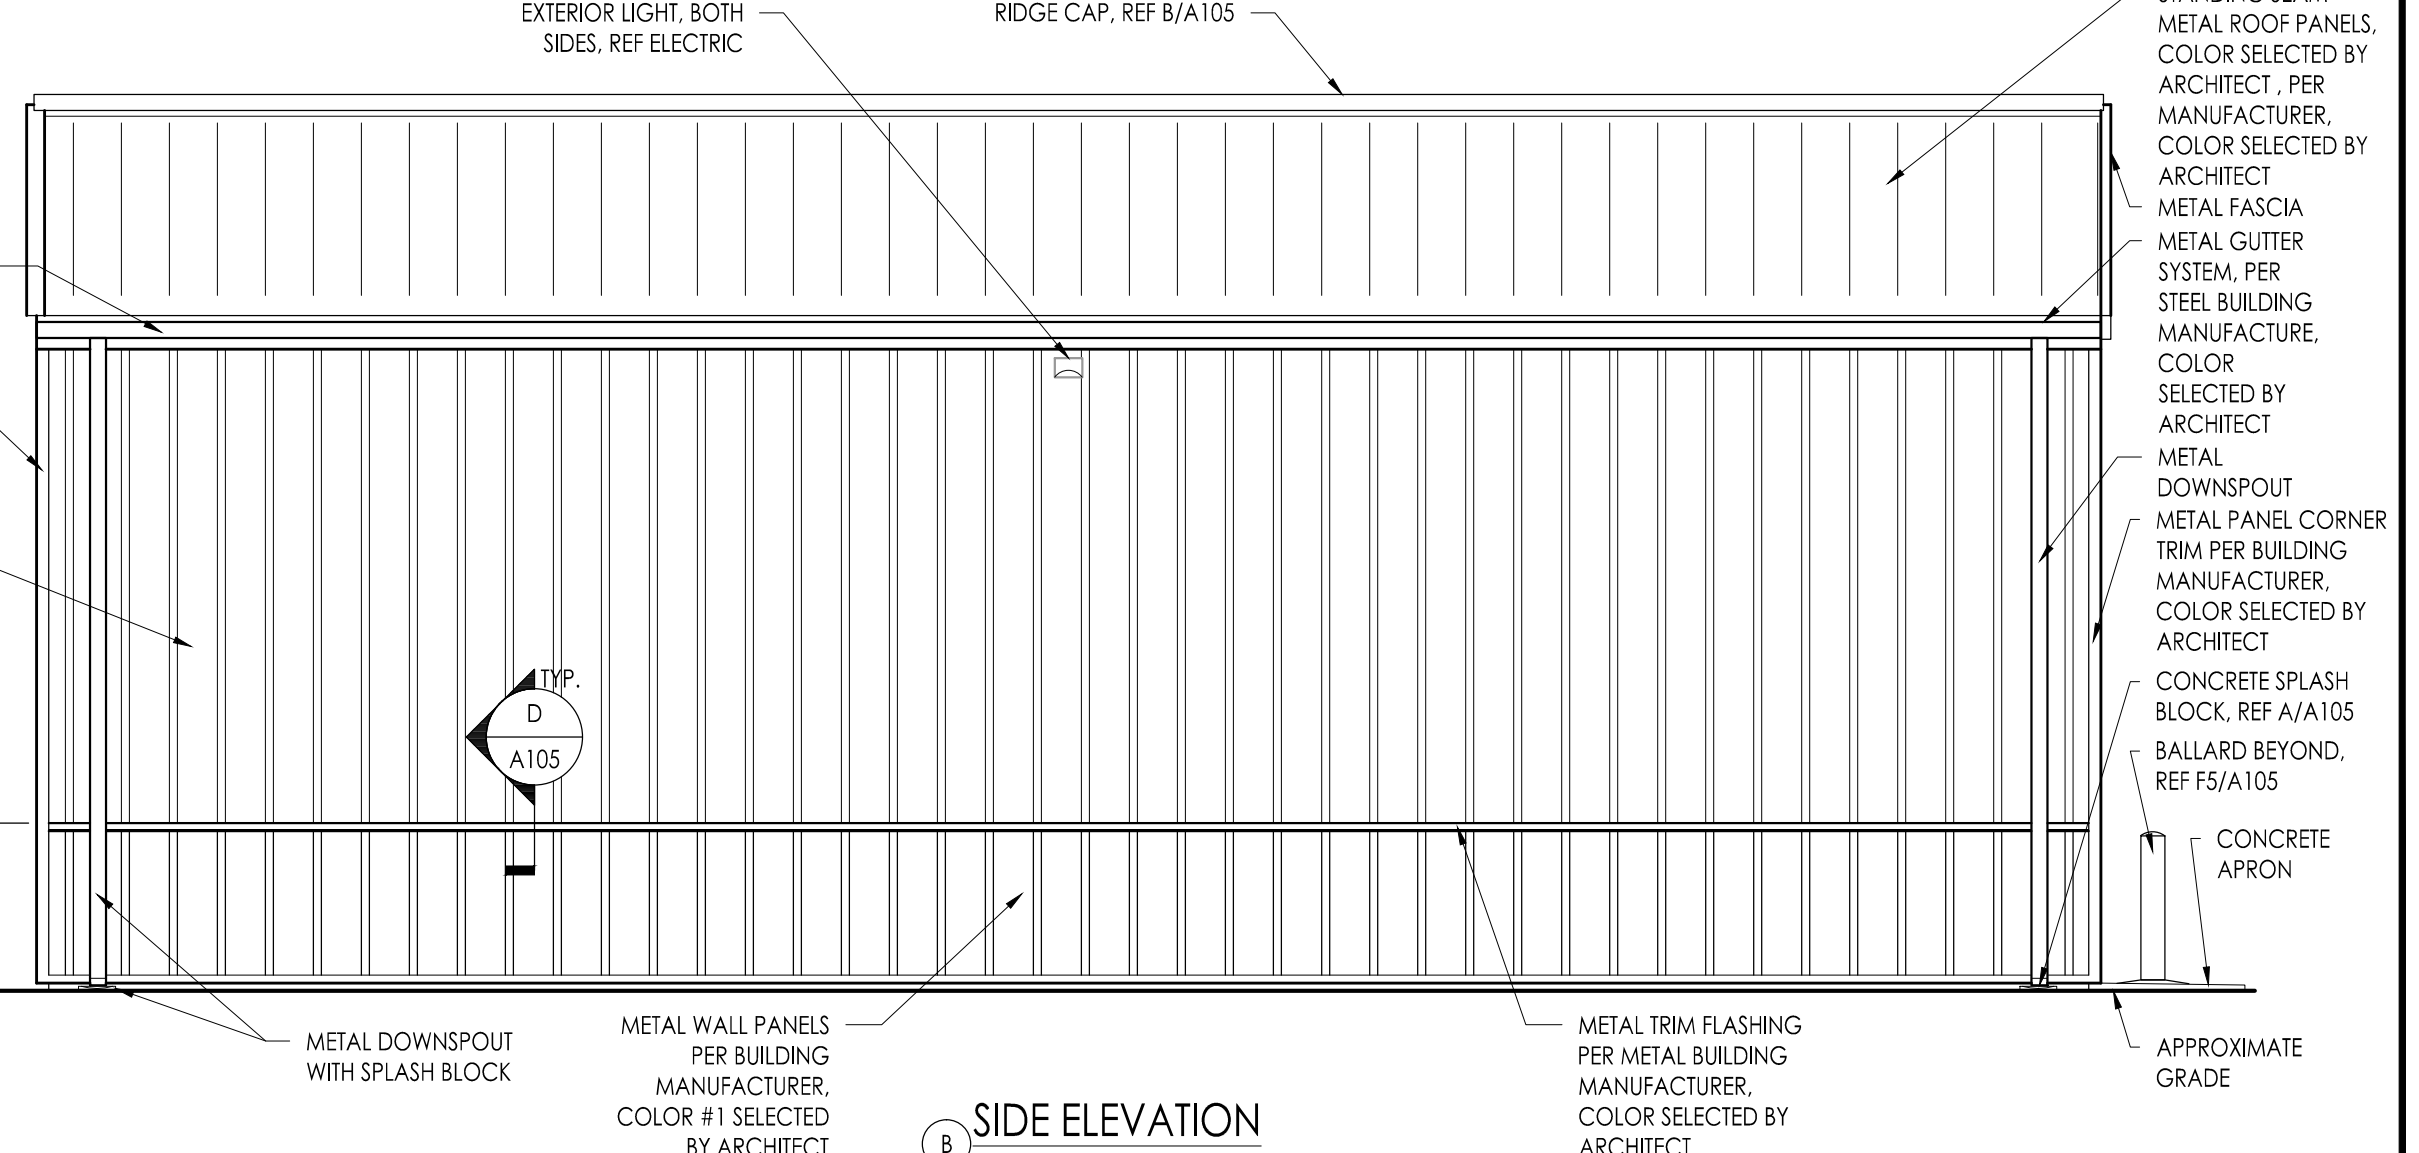 EXTERIOR LIGHT, BOTH
SIDES, REF ELECTRIC
RIDGE CAP, REF B/A105
STANDING SEAM
METAL ROOF PANELS,
COLOR SELECTED BY
ARCHITECT , PER
MANUFACTURER,
COLOR SELECTED BY
ARCHITECT
METAL FASCIA
METAL GUTTER
SYSTEM, PER
STEEL BUILDING
MANUFACTURE,
COLOR
SELECTED BY
ARCHITECT
METAL
DOWNSPOUT
METAL PANEL CORNER
TRIM PER BUILDING
MANUFACTURER,
COLOR SELECTED BY
ARCHITECT
CONCRETE SPLASH
BLOCK, REF A/A105
BALLARD BEYOND,
REF F5/A105
CONCRETE
APRON
APPROXIMATE
GRADE
TYP.
D
A105
METAL DOWNSPOUT
WITH SPLASH BLOCK
METAL WALL PANELS
PER BUILDING
MANUFACTURER,
COLOR #1 SELECTED
BY ARCHITECT
METAL TRIM FLASHING
PER METAL BUILDING
MANUFACTURER,
COLOR SELECTED BY
ARCHITECT
B
SIDE ELEVATION